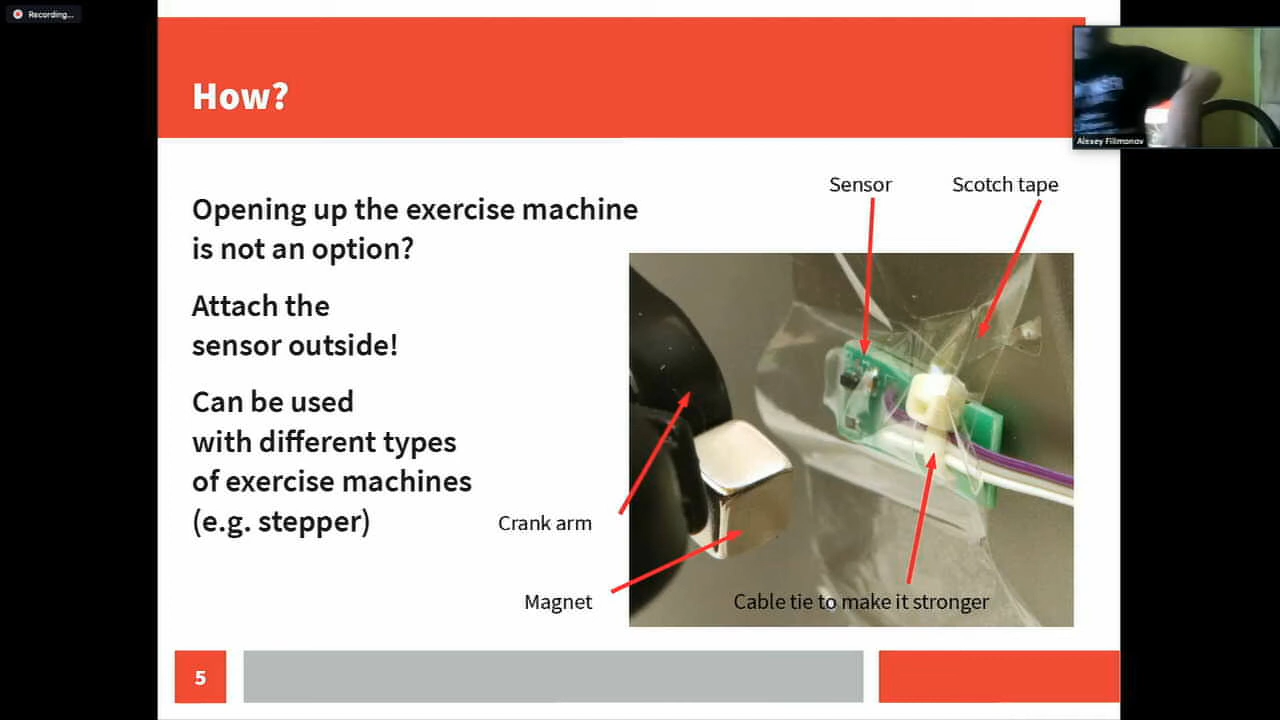 Recording...
How?
Alexey Filimonov
Opening up the exercise machine
is not an option?
Attach the
sensor outside!
Can be used
with different types
of exercise machines
(e.g. stepper)
Sensor
Scotch tape
Crank arm
Magnet
Cable tie to make it stronger
5